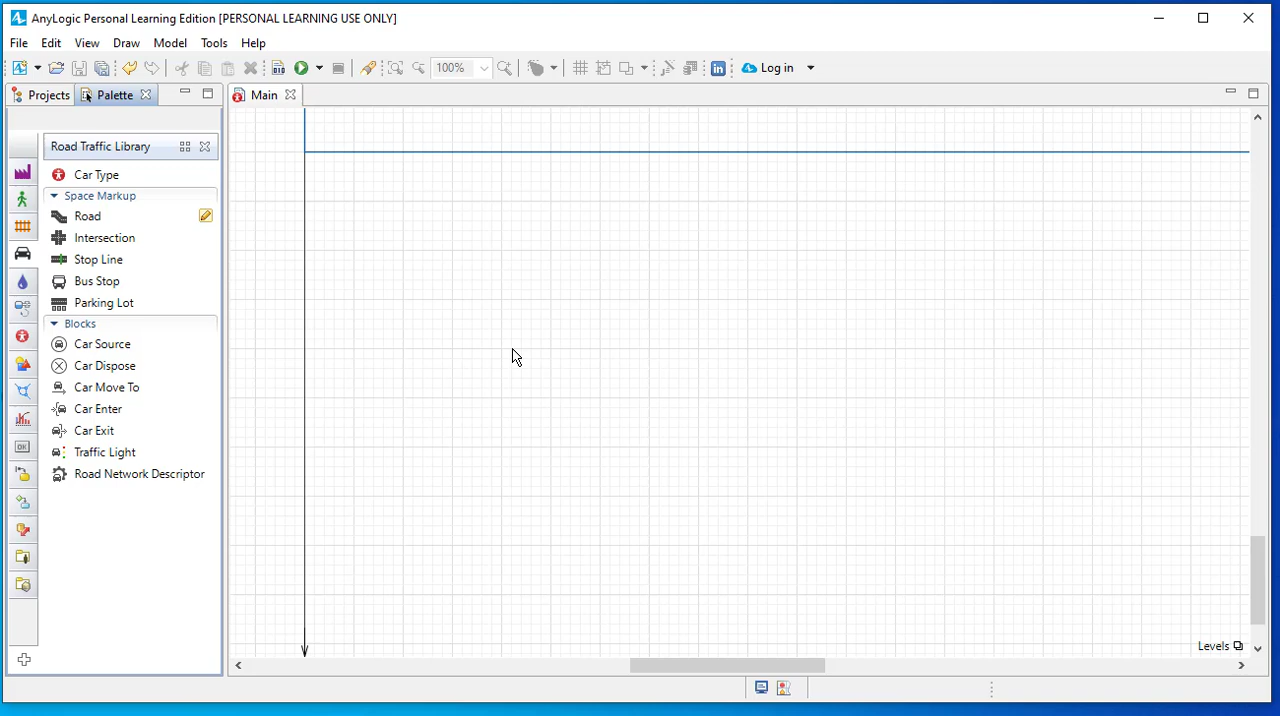 AnyLogic Personal Learning Edition [PERSONAL LEARNING USE ONLY]
File Edit View Draw Model Tools Help
100% in Log in
Projects Palette Main
Road Traffic Library
Car Type
Space Markup
Road
Intersection
Stop Line
Bus Stop
Parking Lot
Blocks
Car Source
Car Dispose
Car Move To
Car Enter
Car Exit
Traffic Light
Road Network Descriptor
OK
Levels